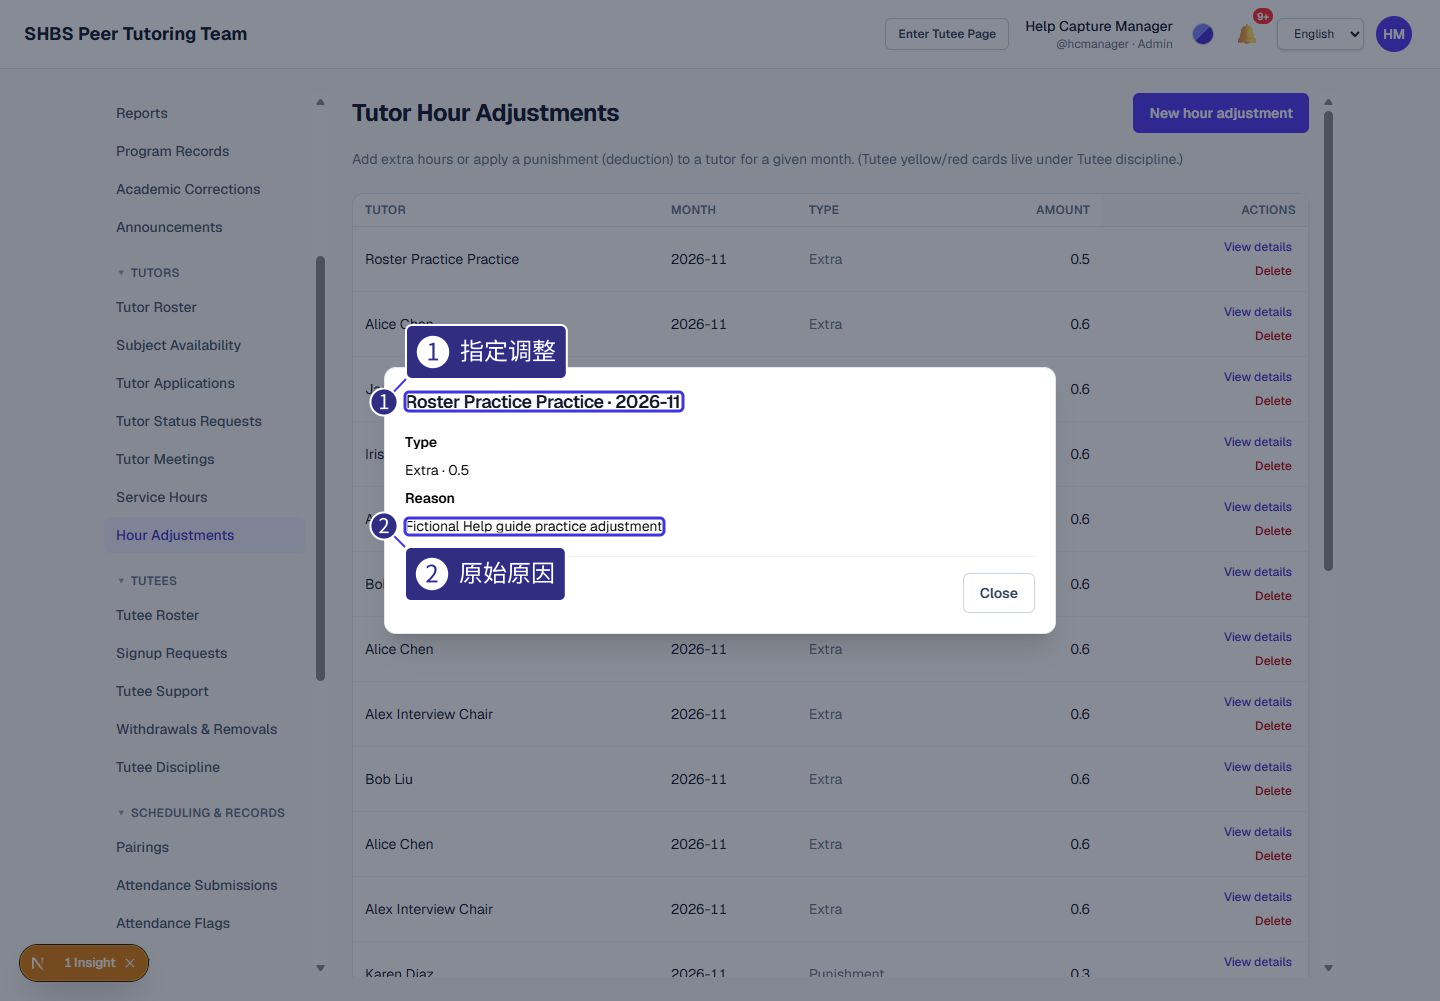 SHBS Peer Tutoring Team
Enter Tutee Page
Help Capture Manager
@hcmanager · Admin
9+
English
HM
Reports
Program Records
Academic Corrections
Announcements
TUTORS
Tutor Roster
Subject Availability
Tutor Applications
Tutor Status Requests
Tutor Meetings
Service Hours
Hour Adjustments
TUTEES
Tutee Roster
Signup Requests
Tutee Support
Withdrawals & Removals
Tutee Discipline
SCHEDULING & RECORDS
Pairings
Attendance Submissions
Attendance Flags
1 Insight
Tutor Hour Adjustments
New hour adjustment
Add extra hours or apply a punishment (deduction) to a tutor for a given month. (Tutee yellow/red cards live under Tutee discipline.)
TUTOR MONTH TYPE AMOUNT ACTIONS
Roster Practice Practice 2026-11 Extra 0.5 View details
Delete
Alice Chen 2026-11 Extra 0.6 View details
Delete
1 指定调整
0.6 View details
Delete
1 Roster Practice Practice · 2026-11
Type
Iris 0.6 View details
Delete
Extra · 0.5
Reason
2 Fictional Help guide practice adjustment
0.6 View details
Delete
2 原始原因
0.6 View details
Delete
Close
Alice Chen 2026-11 Extra 0.6 View details
Delete
Alex Interview Chair 2026-11 Extra 0.6 View details
Delete
Bob Liu 2026-11 Extra 0.6 View details
Delete
Alice Chen 2026-11 Extra 0.6 View details
Delete
Alex Interview Chair 2026-11 Extra 0.6 View details
Delete
Karen Diaz 2026-11 Punishment 0.3 View details